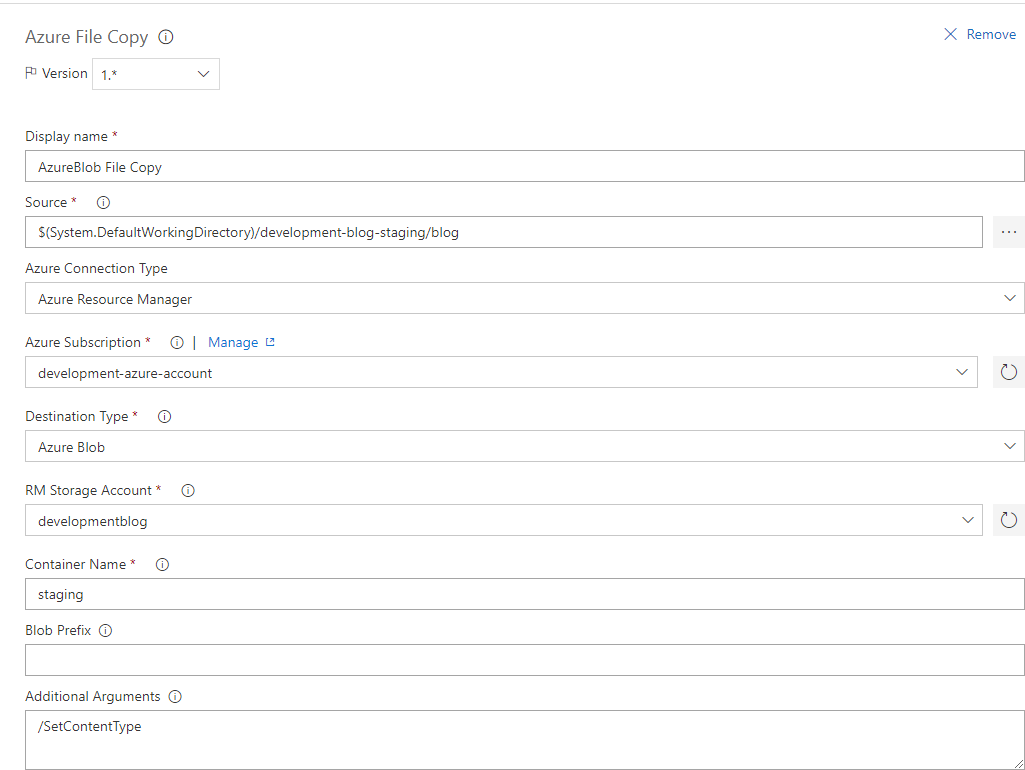 Azure File Copy
Remove
Version 1.*
Display name *
AzureBlob File Copy
Source *
$(System.DefaultWorkingDirectory)/development-blog-staging/blog
...
Azure Connection Type
Azure Resource Manager
Azure Subscription * | Manage
development-azure-account
Destination Type *
Azure Blob
RM Storage Account *
developmentblog
Container Name *
staging
Blob Prefix
Additional Arguments
/SetContentType